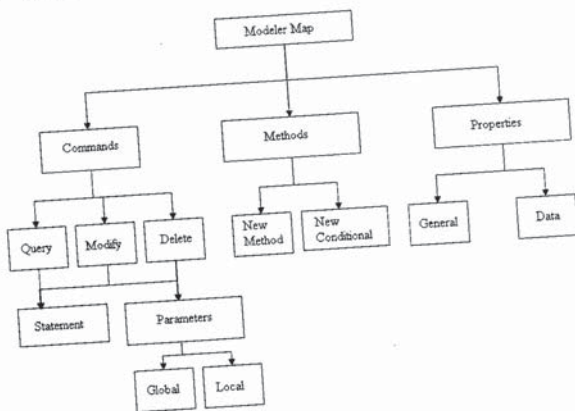 Modeler Map
Commands
Methods
Properties
Query
Modify
Delete
New
Method
New
Conditional
General
Data
Statement
Parameters
Global
Local